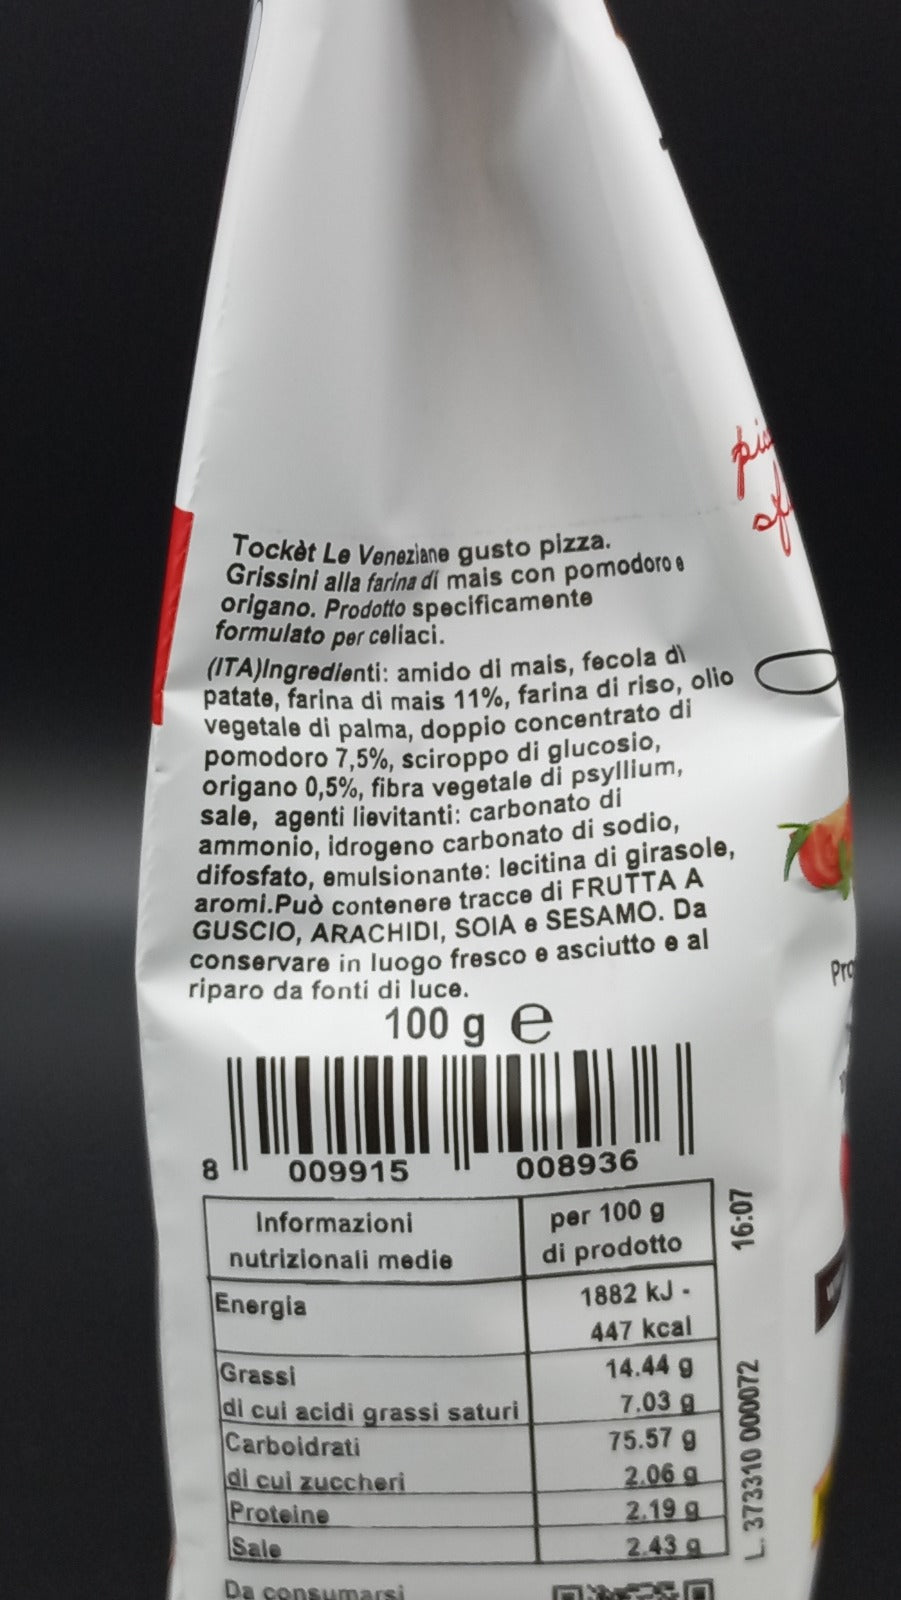 Tockèt Le Veneziane gusto pizza.
Grissini alla farina di mais con pomodoro e
origano. Prodotto specificamente
formulato per celiaci.
(ITA)Ingredienti: amido di mais, fecola di
patate, farina di mais 11%, farina di riso, olio
vegetale di palma, doppio concentrato di
pomodoro 7,5%, sciroppo di glucosio,
origano 0,5%, fibra vegetale di psyllium,
sale, agenti lievitanti: carbonato di
ammonio, idrogeno carbonato di sodio,
difosfato, emulsionante: lecitina di girasole,
aromi.Può contenere tracce di FRUTTA A
GUSCIO, ARACHIDI, SOIA e SESAMO. Da
conservare in luogo fresco e asciutto e al
riparo da fonti di luce.
100 g e
8 009915 008936
Informazioni nutrizionali medie per 100 g di prodotto
Energia 1882 kJ - 447 kcal
Grassi 14.44 g
di cui acidi grassi saturi 7.03 g
Carboidrati 75.57 g
di cui zuccheri 2.06 g
Proteine 2.19 g
Sale 2.43 g
Da consumarsi
L. 373310 000072 16:07